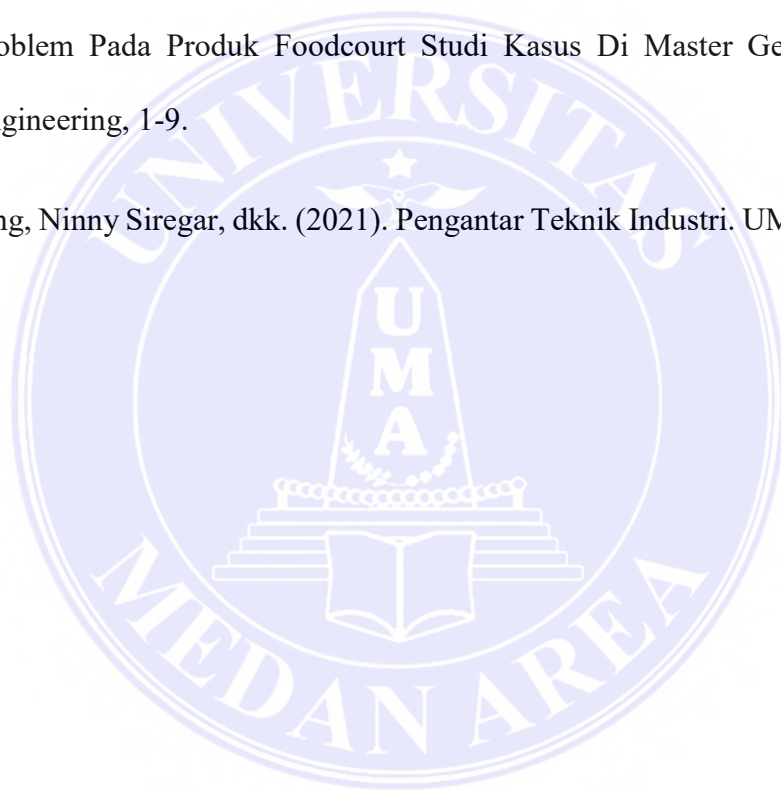 oblem Pada Produk Foodcourt Studi Kasus Di Master Ge
gineering, 1-9.
ng, Ninny Siregar, dkk. (2021). Pengantar Teknik Industri. UM
UNIVERSITAS
U
M
A
MEDAN AREA